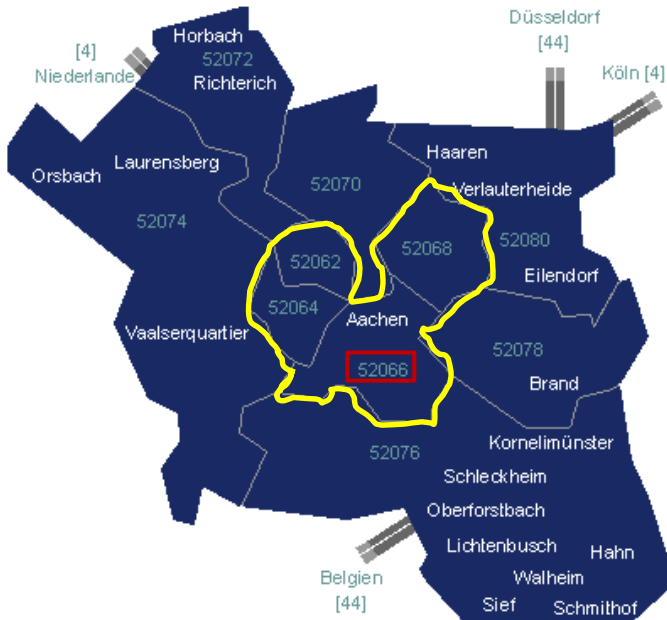 Düsseldorf
[44]
Horbach
[4]
Niederlande
52072
Richterich
Köln [4]
Haaren
Laurensberg
Orsbach
52070
Verlauterheide
52074
52068
52080
52062
Eilendorf
52064
Aachen
Vaalserquartier
52078
52066
Brand
52076
Kornelimünster
Schleckheim
Oberforstbach
Lichtenbusch
Hahn
Belgien
[44]
Walheim
Sief
Schmithof